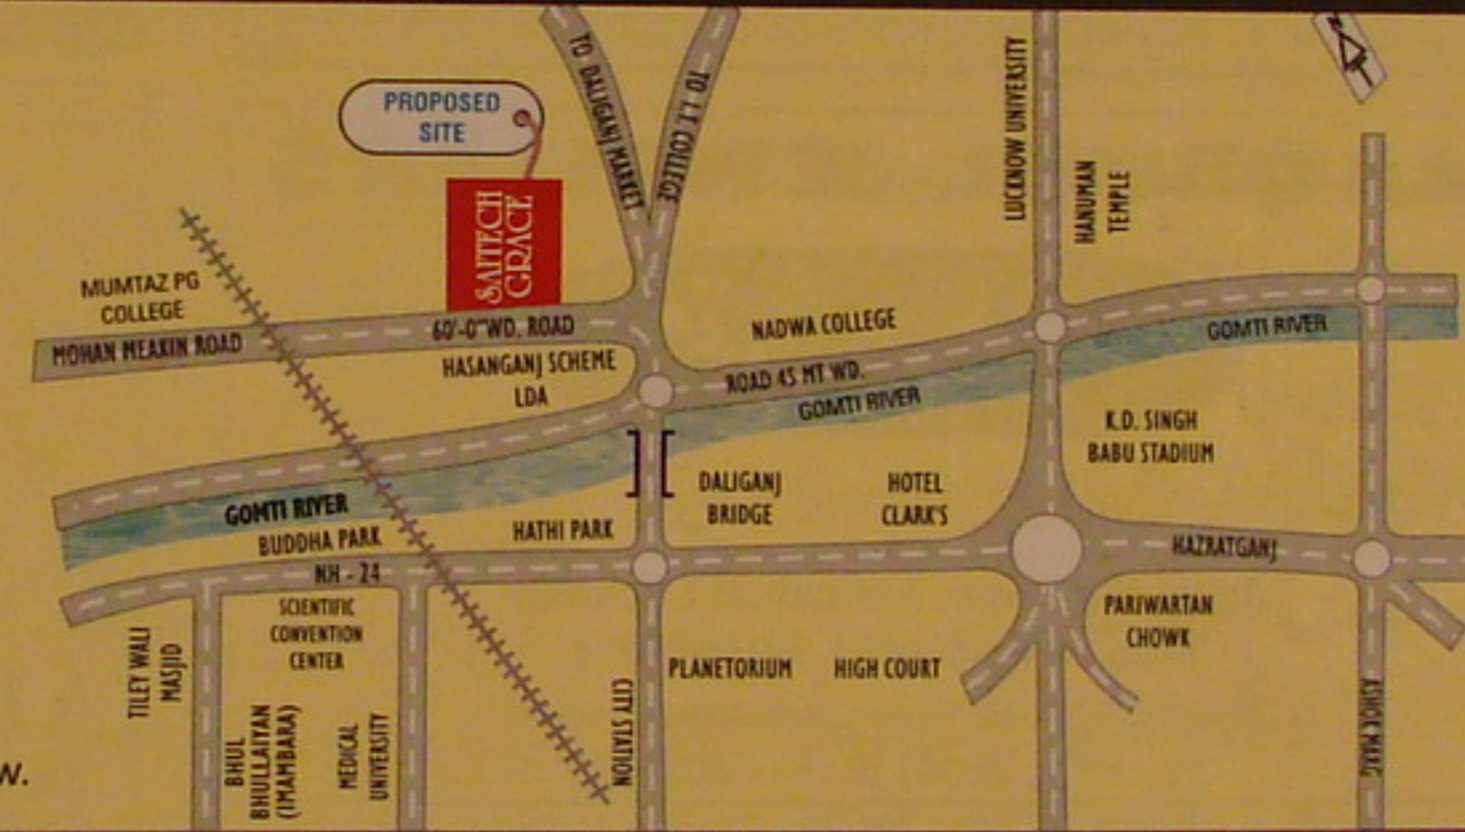 TO DALIGANJ MARKET
TO I.T. COLLEGE
N
PROPOSED
SITE
LUCKNOW UNIVERSITY
HANUMAN
TEMPLE
SAITECH
GRACE
MUMTAZ PG
COLLEGE
MOHAN MEAKIN ROAD
60'-0"WD. ROAD
HASANGANJ SCHEME
LDA
NADWA COLLEGE
ROAD 45 MT WD.
GOMTI RIVER
GOMTI RIVER
K.D. SINGH
BABU STADIUM
GOMTI RIVER
BUDDHA PARK
HATHI PARK
DALIGANJ
BRIDGE
HOTEL
CLARK'S
HAZRATGANJ
NH - 24
SCIENTIFIC
CONVENTION
CENTER
PARIWARTAN
CHOWK
TILEY WALI
MASJID
BHUL
BHULLAIYAN
(IMAMBARA)
MEDICAL
UNIVERSITY
CITY STATION
PLANETORIUM
HIGH COURT
ASHOK MARG
w.